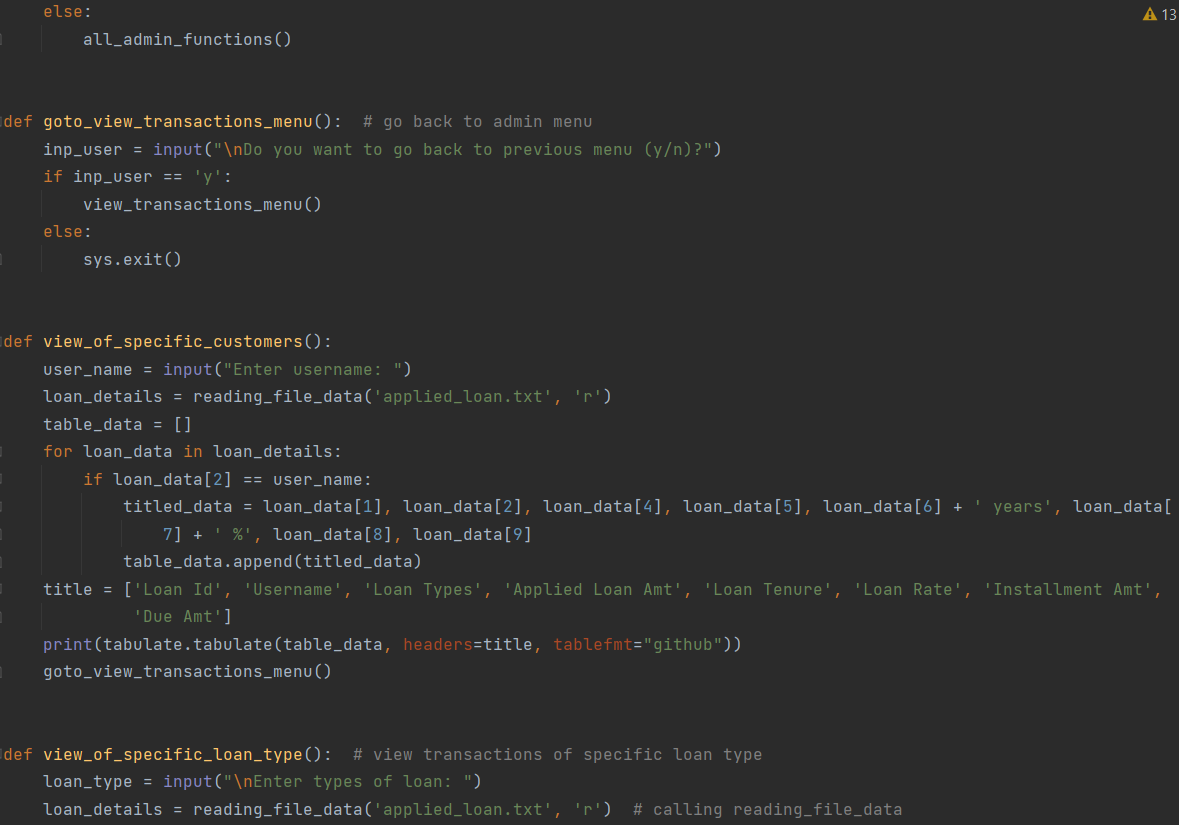 else:
        all_admin_functions()
def goto_view_transactions_menu():  # go back to admin menu
    inp_user = input("\nDo you want to go back to previous menu (y/n)?")
    if inp_user == 'y':
        view_transactions_menu()
    else:
        sys.exit()
def view_of_specific_customers():
    user_name = input("Enter username: ")
    loan_details = reading_file_data('applied_loan.txt', 'r')
    table_data = []
    for loan_data in loan_details:
        if loan_data[2] == user_name:
            titled_data = loan_data[1], loan_data[2], loan_data[4], loan_data[5], loan_data[6] + ' years', loan_data[
                7] + ' %', loan_data[8], loan_data[9]
            table_data.append(titled_data)
    title = ['Loan Id', 'Username', 'Loan Types', 'Applied Loan Amt', 'Loan Tenure', 'Loan Rate', 'Installment Amt',
             'Due Amt']
    print(tabulate.tabulate(table_data, headers=title, tablefmt="github"))
    goto_view_transactions_menu()
def view_of_specific_loan_type():  # view transactions of specific loan type
    loan_type = input("\nEnter types of loan: ")
    loan_details = reading_file_data('applied_loan.txt', 'r')  # calling reading_file_data
13